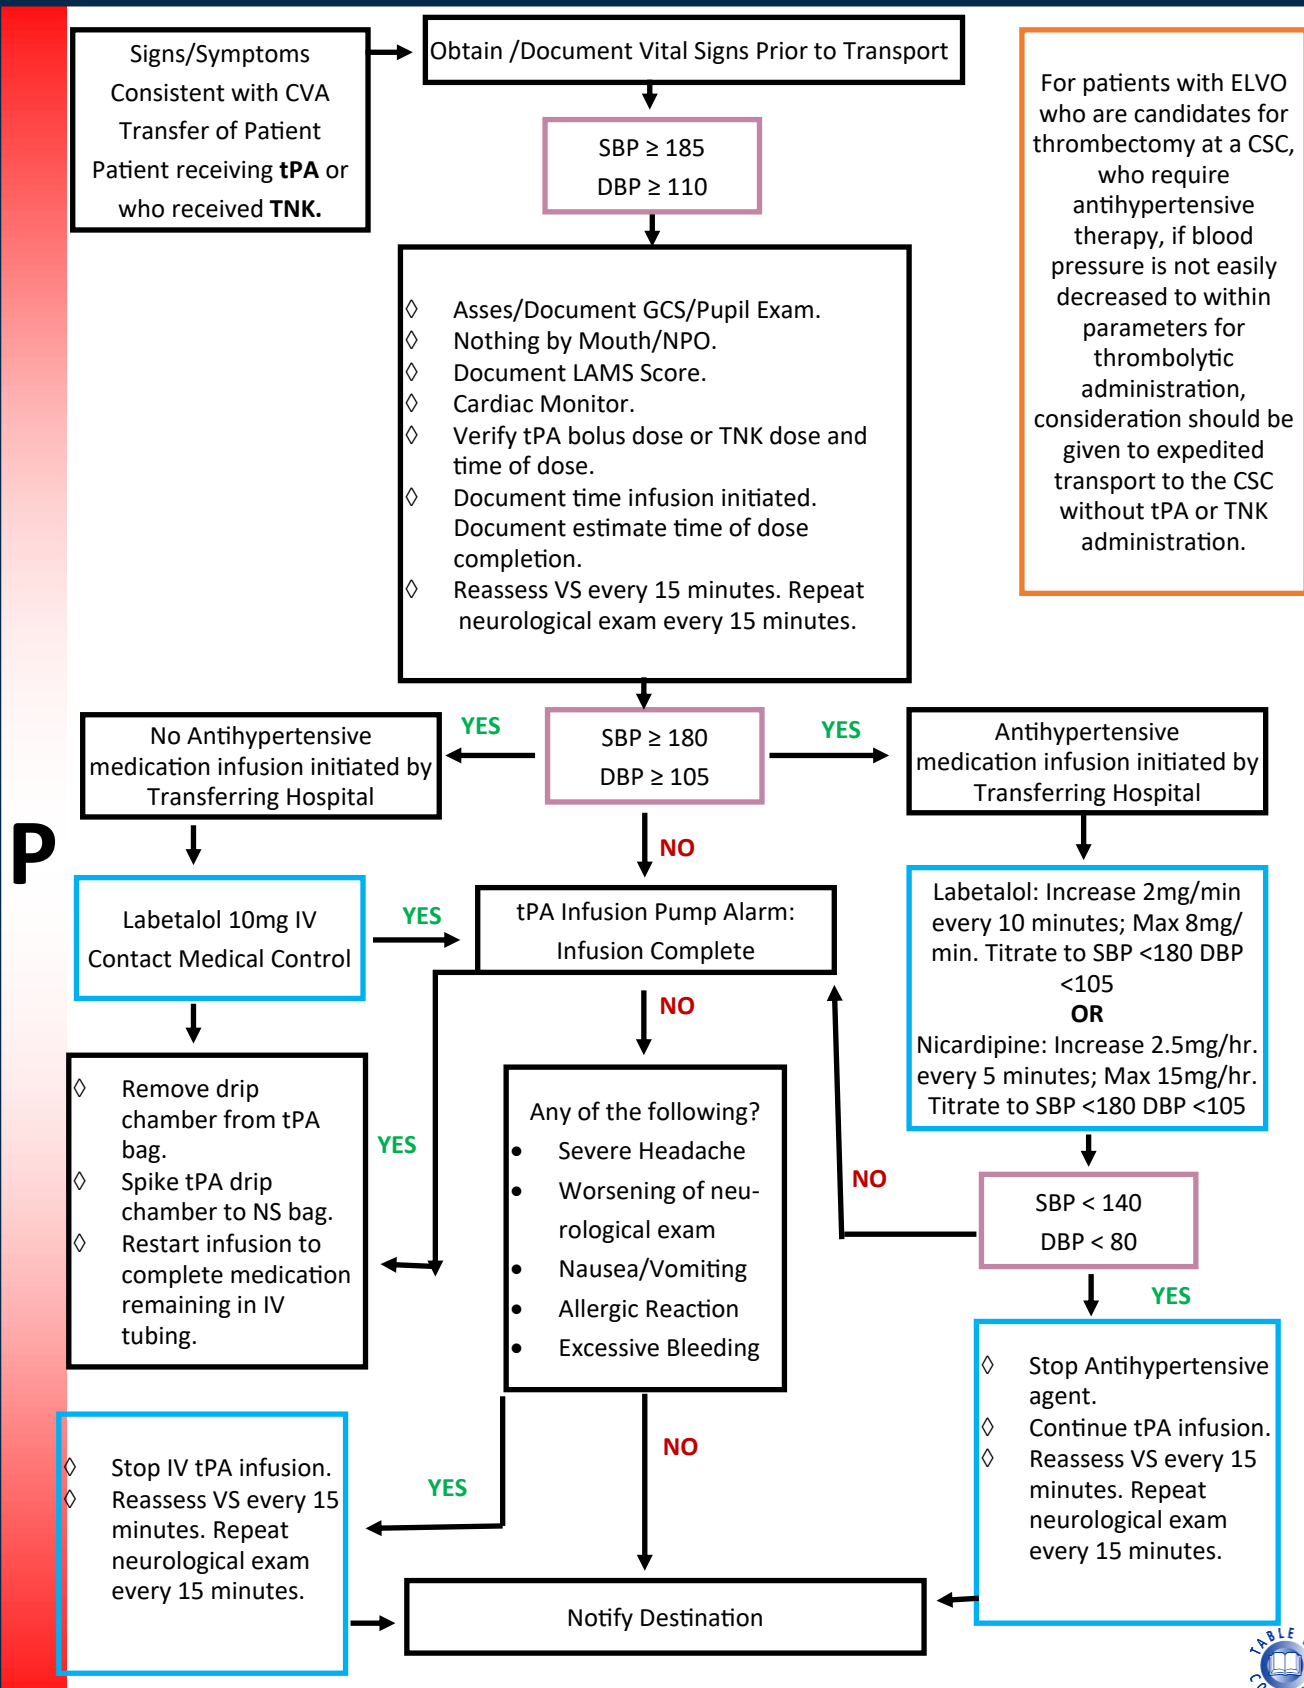 Signs/Symptoms
Consistent with CVA
Transfer of Patient
Patient receiving tPA or
who received TNK.
Obtain /Document Vital Signs Prior to Transport
SBP ≥ 185
DBP ≥ 110
For patients with ELVO
who are candidates for
thrombectomy at a CSC,
who require
antihypertensive
therapy, if blood
pressure is not easily
decreased to within
parameters for
thrombolytic
administration,
consideration should be
given to expedited
transport to the CSC
without tPA or TNK
administration.
◊ Asses/Document GCS/Pupil Exam.
◊ Nothing by Mouth/NPO.
◊ Document LAMS Score.
◊ Cardiac Monitor.
◊ Verify tPA bolus dose or TNK dose and
time of dose.
◊ Document time infusion initiated.
Document estimate time of dose
completion.
◊ Reassess VS every 15 minutes. Repeat
neurological exam every 15 minutes.
No Antihypertensive
medication infusion initiated by
Transferring Hospital
YES
SBP ≥ 180
DBP ≥ 105
YES
Antihypertensive
medication infusion initiated by
Transferring Hospital
P
NO
Labetalol 10mg IV
Contact Medical Control
YES
tPA Infusion Pump Alarm:
Infusion Complete
Labetalol: Increase 2mg/min
every 10 minutes; Max 8mg/
min. Titrate to SBP <180 DBP
<105
OR
Nicardipine: Increase 2.5mg/hr.
every 5 minutes; Max 15mg/hr.
Titrate to SBP <180 DBP <105
NO
◊ Remove drip
chamber from tPA
bag.
◊ Spike tPA drip
chamber to NS bag.
◊ Restart infusion to
complete medication
remaining in IV
tubing.
YES
Any of the following?
• Severe Headache
• Worsening of neu-
rological exam
• Nausea/Vomiting
• Allergic Reaction
• Excessive Bleeding
NO
SBP < 140
DBP < 80
YES
◊ Stop Antihypertensive
agent.
◊ Continue tPA infusion.
◊ Reassess VS every 15
minutes. Repeat
neurological exam
every 15 minutes.
NO
YES
◊ Stop IV tPA infusion.
◊ Reassess VS every 15
minutes. Repeat
neurological exam
every 15 minutes.
Notify Destination
TABLE